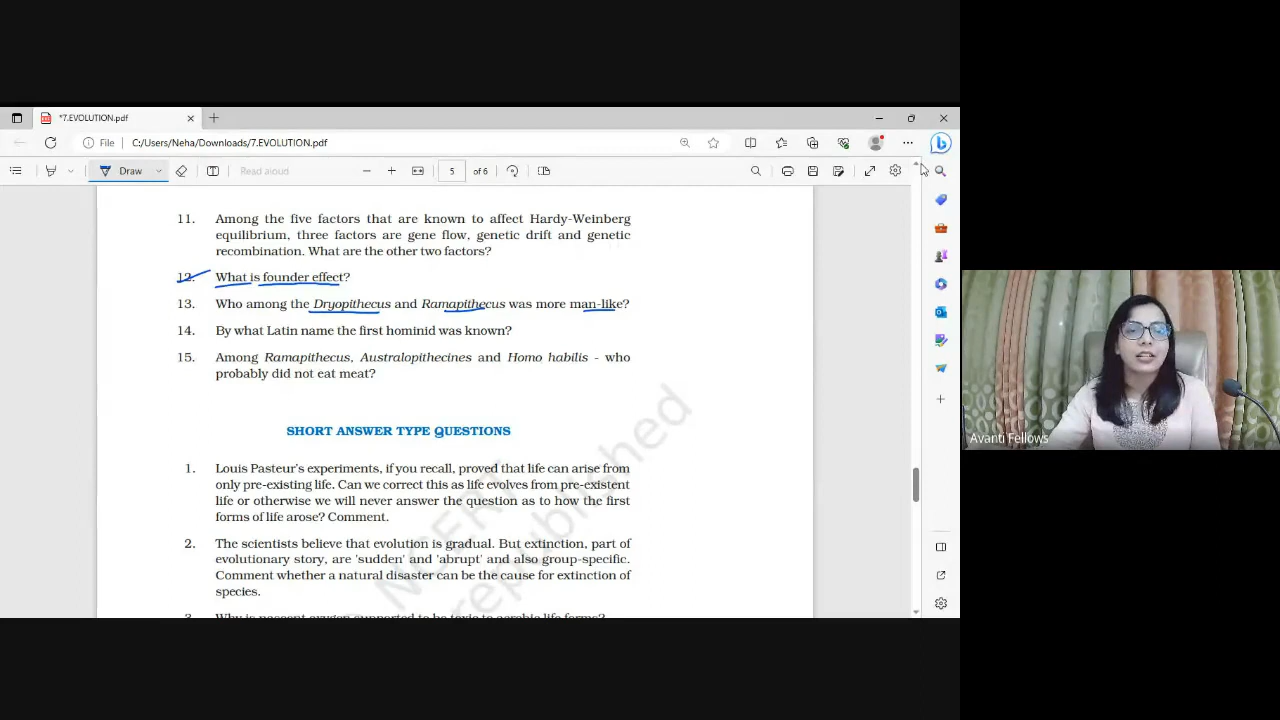 *7.EVOLUTION.pdf
File C:/Users/Neha/Downloads/7.EVOLUTION.pdf
Draw Read aloud 5 of 6
11. Among the five factors that are known to affect Hardy-Weinberg
equilibrium, three factors are gene flow, genetic drift and genetic
recombination. What are the other two factors?
12. What is founder effect?
13. Who among the Dryopithecus and Ramapithecus was more man-like?
14. By what Latin name the first hominid was known?
15. Among Ramapithecus, Australopithecines and Homo habilis - who
probably did not eat meat?
SHORT ANSWER TYPE QUESTIONS
1. Louis Pasteur's experiments, if you recall, proved that life can arise from
only pre-existing life. Can we correct this as life evolves from pre-existent
life or otherwise we will never answer the question as to how the first
forms of life arose? Comment.
2. The scientists believe that evolution is gradual. But extinction, part of
evolutionary story, are 'sudden' and 'abrupt' and also group-specific.
Comment whether a natural disaster can be the cause for extinction of
species.
3. Why is nascent oxygen supported to be toxic to aerobic life forms?
NCERT
republished
Avanti Fellows